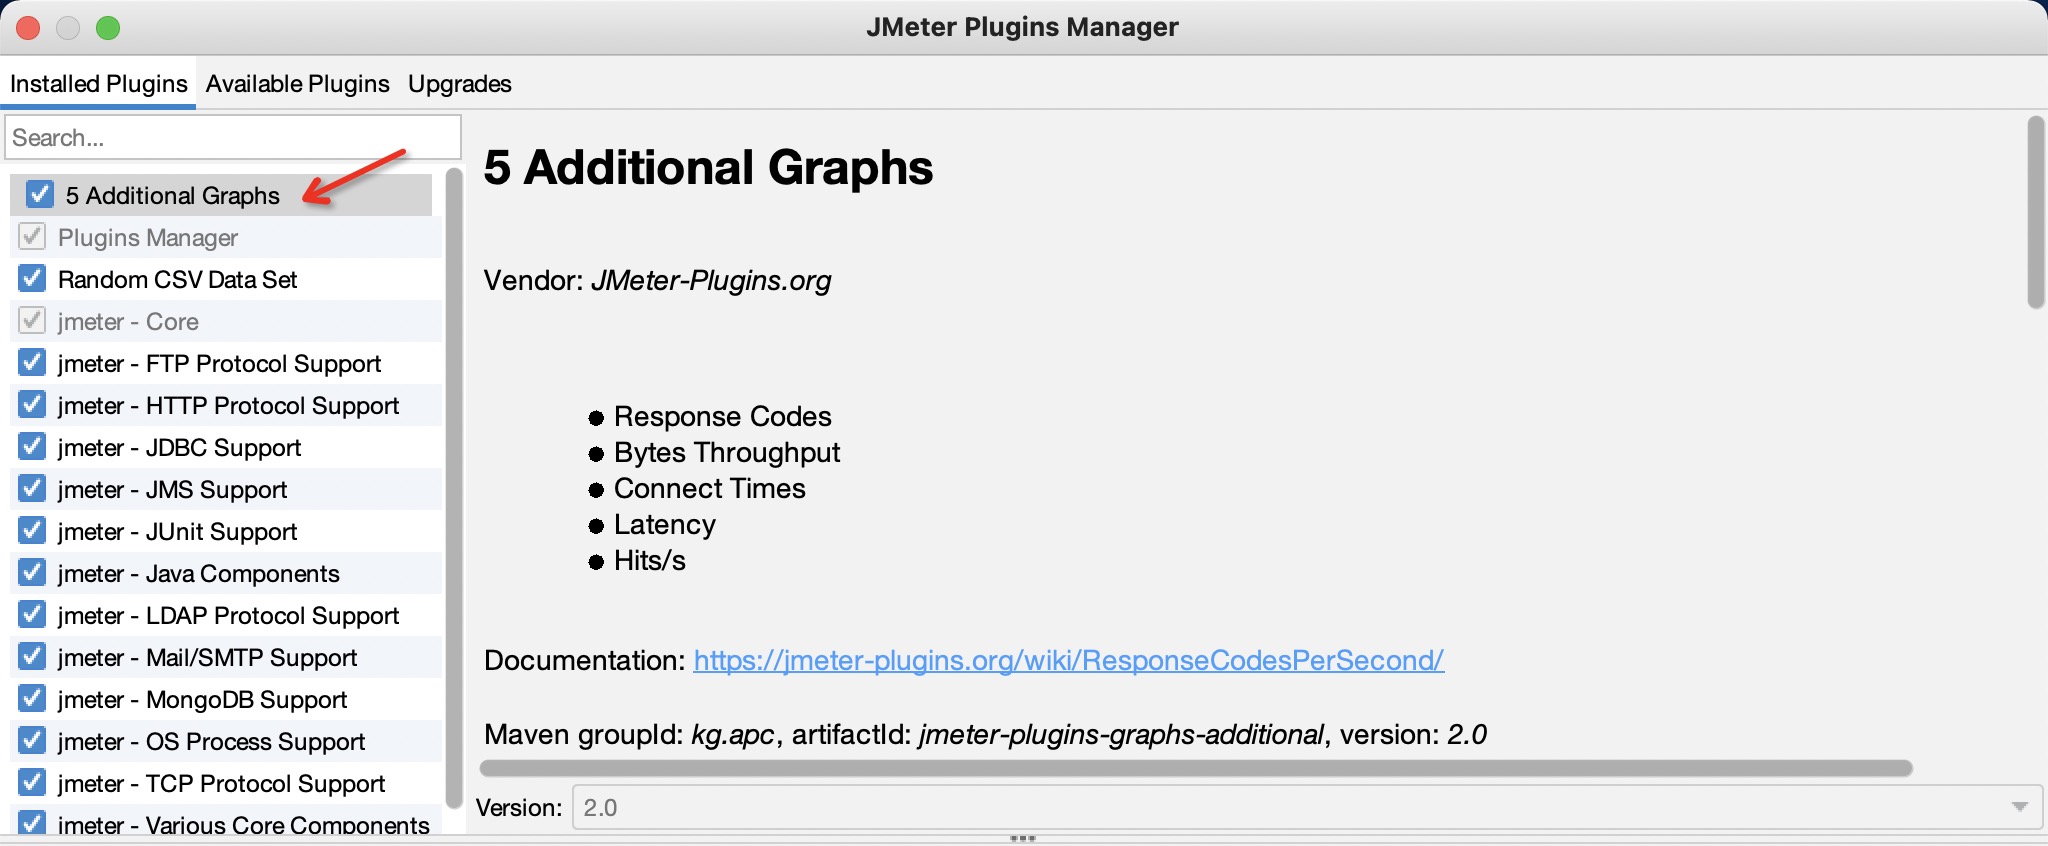 JMeter Plugins Manager
Installed Plugins Available Plugins Upgrades
Search...
5 Additional Graphs
Plugins Manager
Random CSV Data Set
jmeter - Core
jmeter - FTP Protocol Support
jmeter - HTTP Protocol Support
jmeter - JDBC Support
jmeter - JMS Support
jmeter - JUnit Support
jmeter - Java Components
jmeter - LDAP Protocol Support
jmeter - Mail/SMTP Support
jmeter - MongoDB Support
jmeter - OS Process Support
jmeter - TCP Protocol Support
jmeter - Various Core Components
5 Additional Graphs
Vendor: JMeter-Plugins.org
● Response Codes
● Bytes Throughput
● Connect Times
● Latency
● Hits/s
Documentation: https://jmeter-plugins.org/wiki/ResponseCodesPerSecond/
Maven groupId: kg.apc, artifactId: jmeter-plugins-graphs-additional, version: 2.0
Version: 2.0